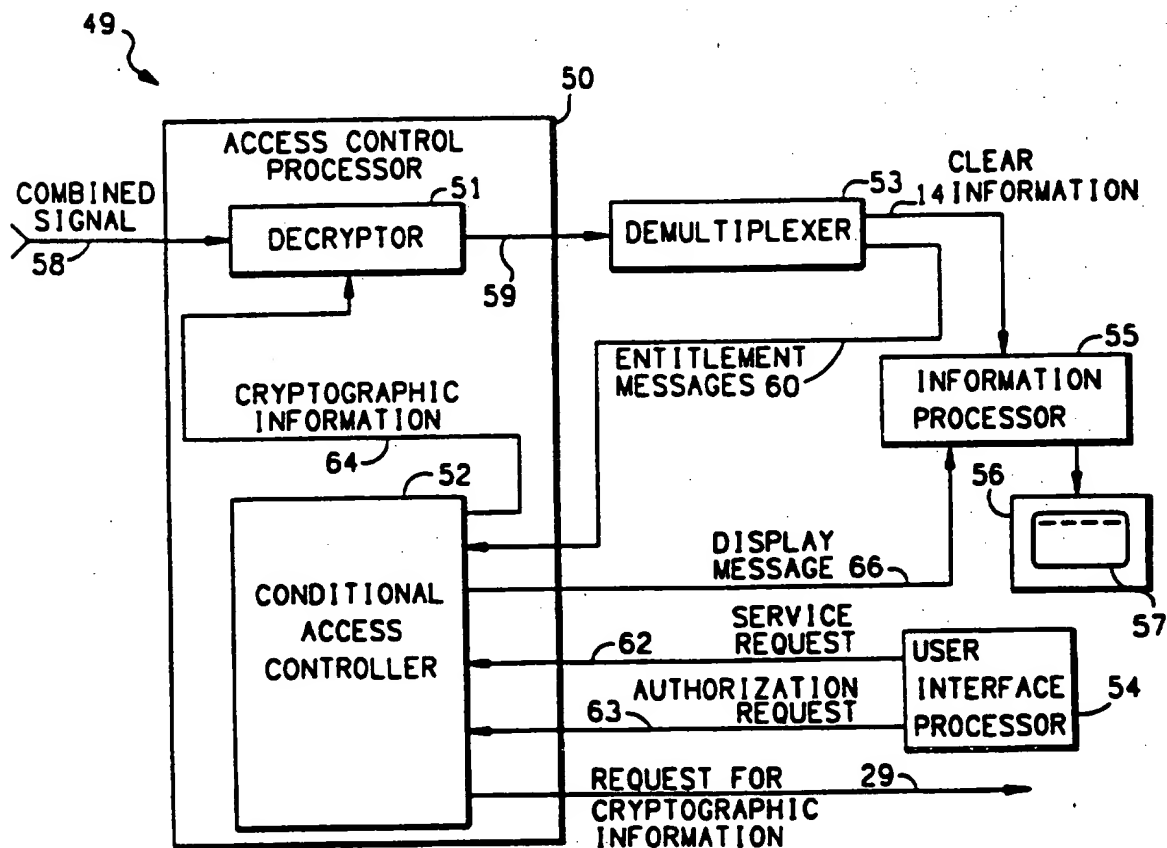 49
50
ACCESS CONTROL
PROCESSOR
COMBINED
SIGNAL
58
51
DECRYPTOR
59
53
DEMULTIPLEXER
CLEAR
14 INFORMATION
ENTITLEMENT
MESSAGES 60
55
INFORMATION
PROCESSOR
CRYPTOGRAPHIC
INFORMATION
64
52
CONDITIONAL
ACCESS
CONTROLLER
56
57
DISPLAY
MESSAGE 66
SERVICE
REQUEST
62
AUTHORIZATION
REQUEST
63
USER
INTERFACE
PROCESSOR
54
REQUEST FOR
CRYPTOGRAPHIC
INFORMATION
29